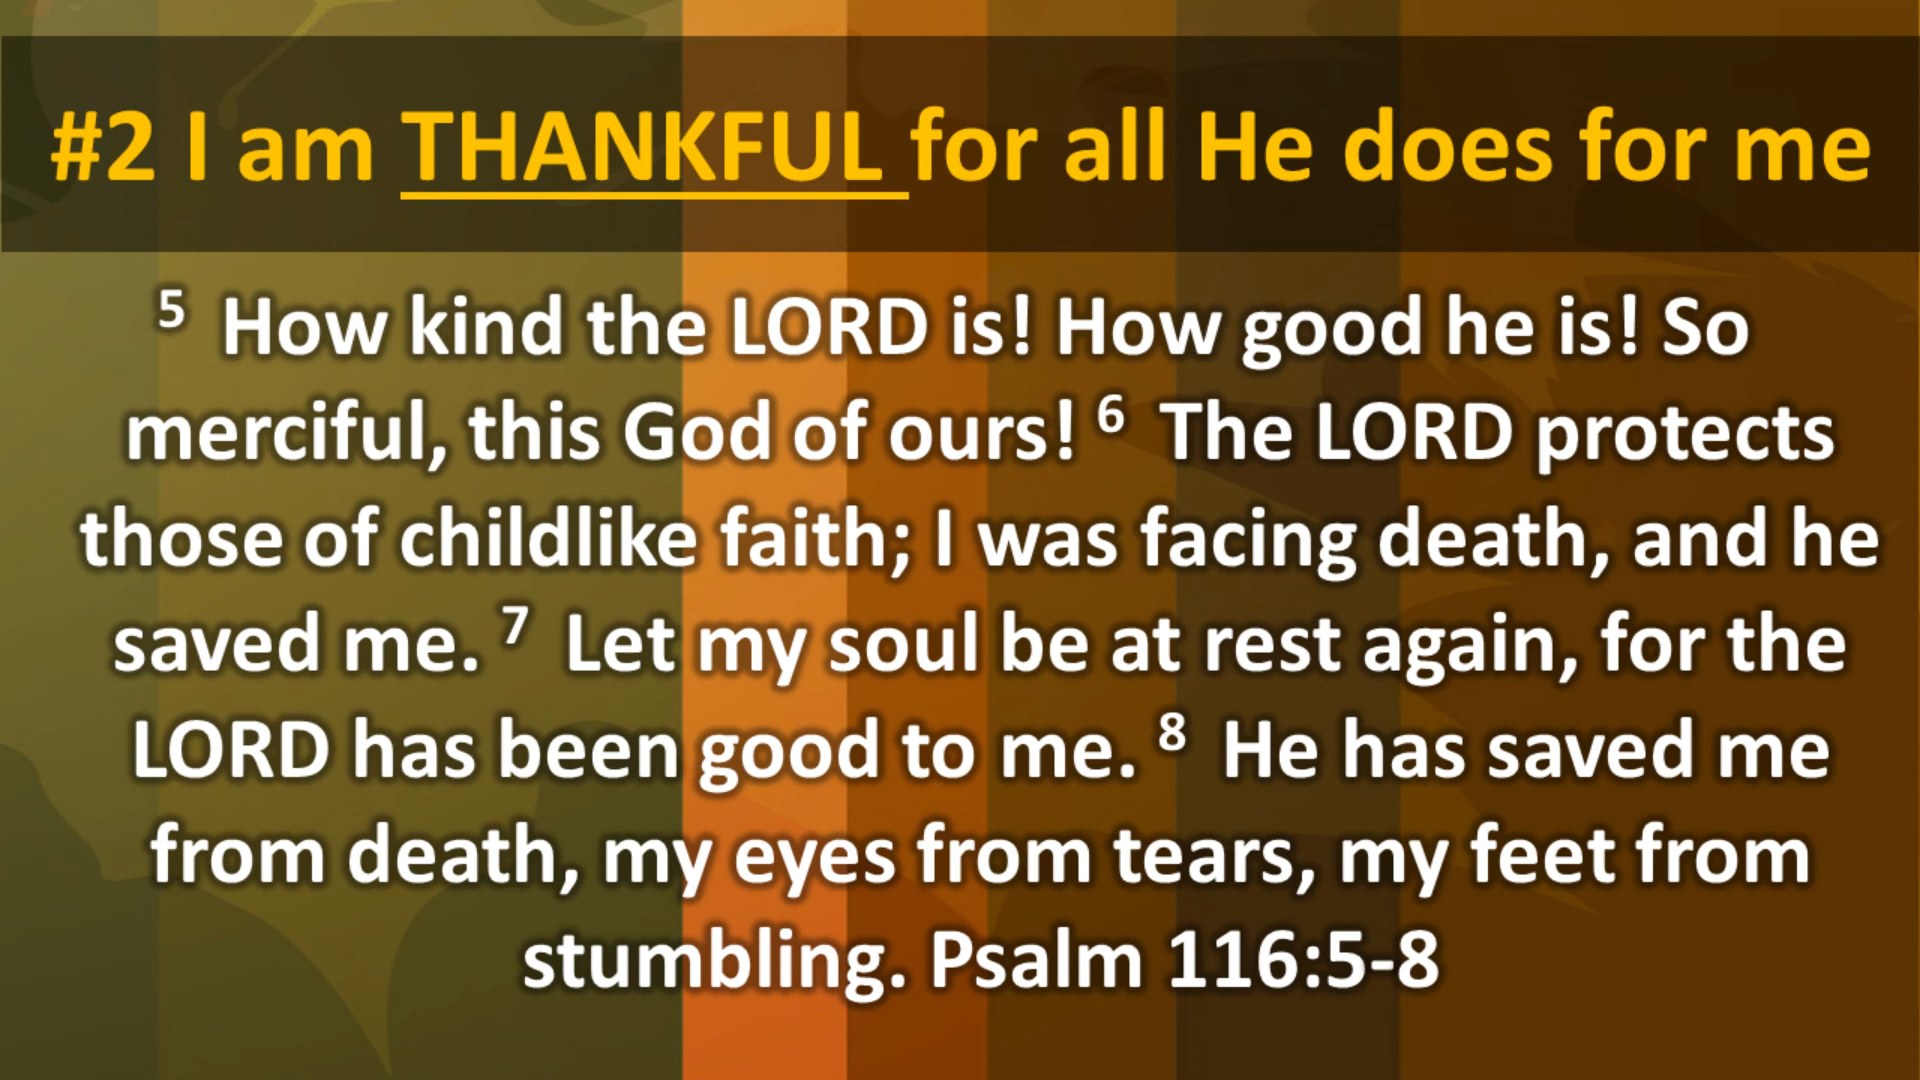 #2 I am THANKFUL for all He does for me
5 How kind the LORD is! How good he is! So
merciful, this God of ours! 6 The LORD protects
those of childlike faith; I was facing death, and he
saved me. 7 Let my soul be at rest again, for the
LORD has been good to me. 8 He has saved me
from death, my eyes from tears, my feet from
stumbling. Psalm 116:5-8